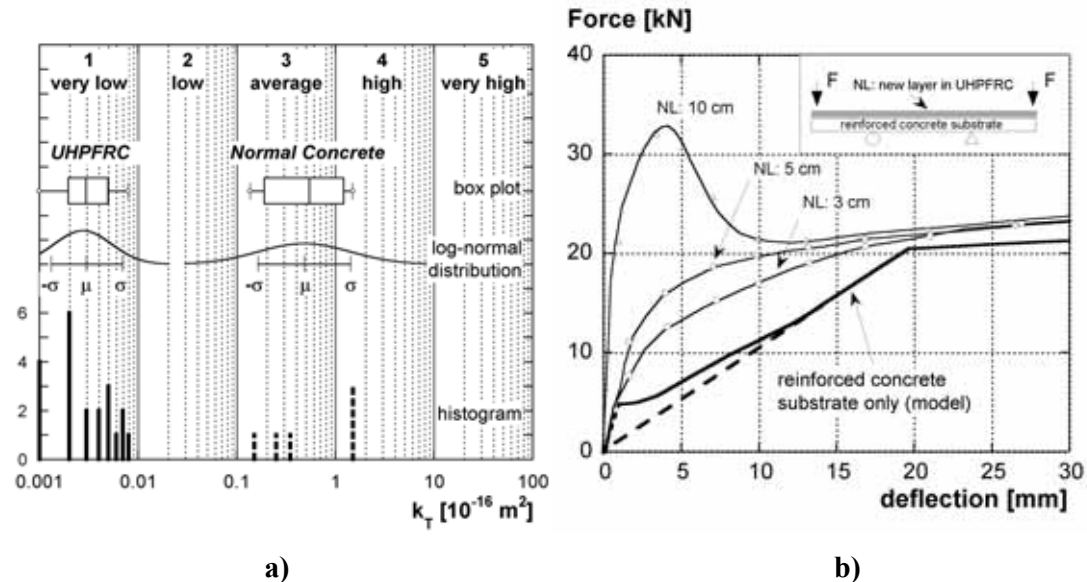 1 2 3 4 5
very low low average high very high
UHPFRC Normal Concrete
box plot
log-normal
distribution
-σ μ σ -σ μ σ
6
4
2
histogram
0
0.001 0.01 0.1 1 10 100
k_T [10^-16 m^2]
a)
Force [kN]
40
30
20
10
0
NL: 10 cm
F F
NL: new layer in UHPFRC
reinforced concrete substrate
NL: 5 cm
NL: 3 cm
reinforced concrete
substrate only (model)
0 5 10 15 20 25 30
deflection [mm]
b)